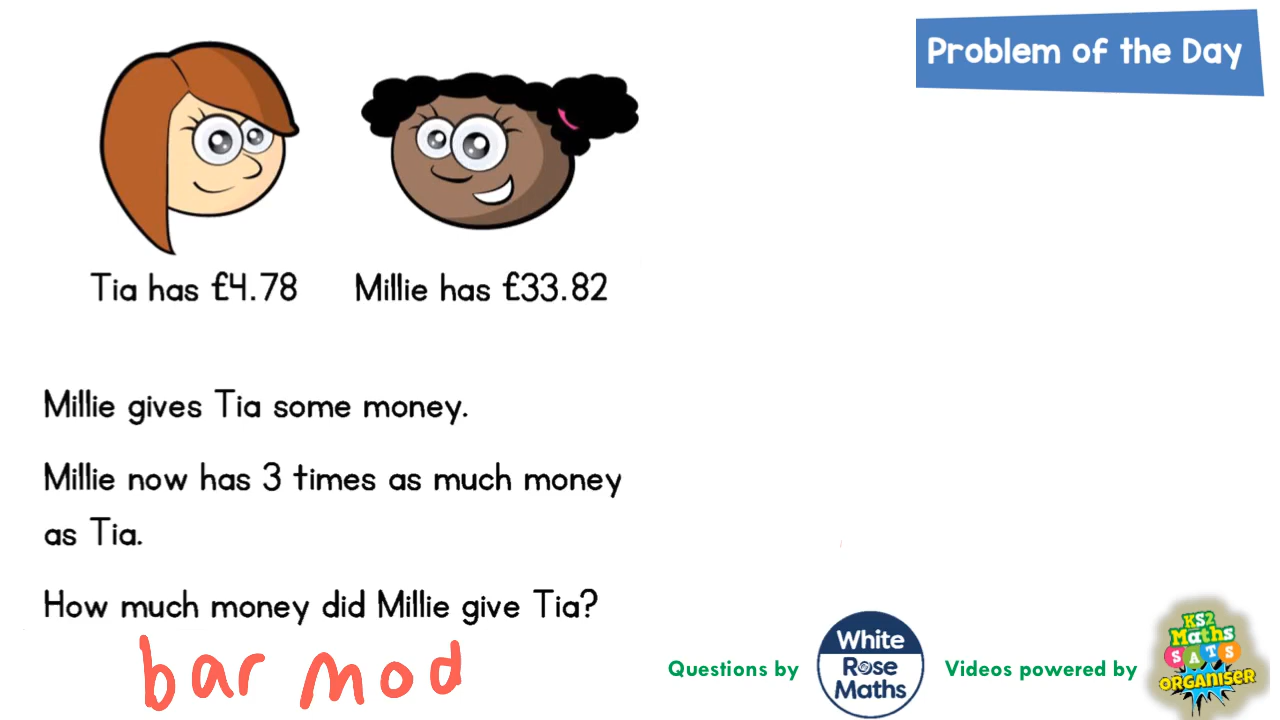 Problem of the Day
Tia has £4.78
Millie has £33.82
Millie gives Tia some money.
Millie now has 3 times as much money
as Tia.
How much money did Millie give Tia?
bar mod
Questions by
White
Rose
Maths
Videos powered by
KS2
Maths
SATS
ORGANISER